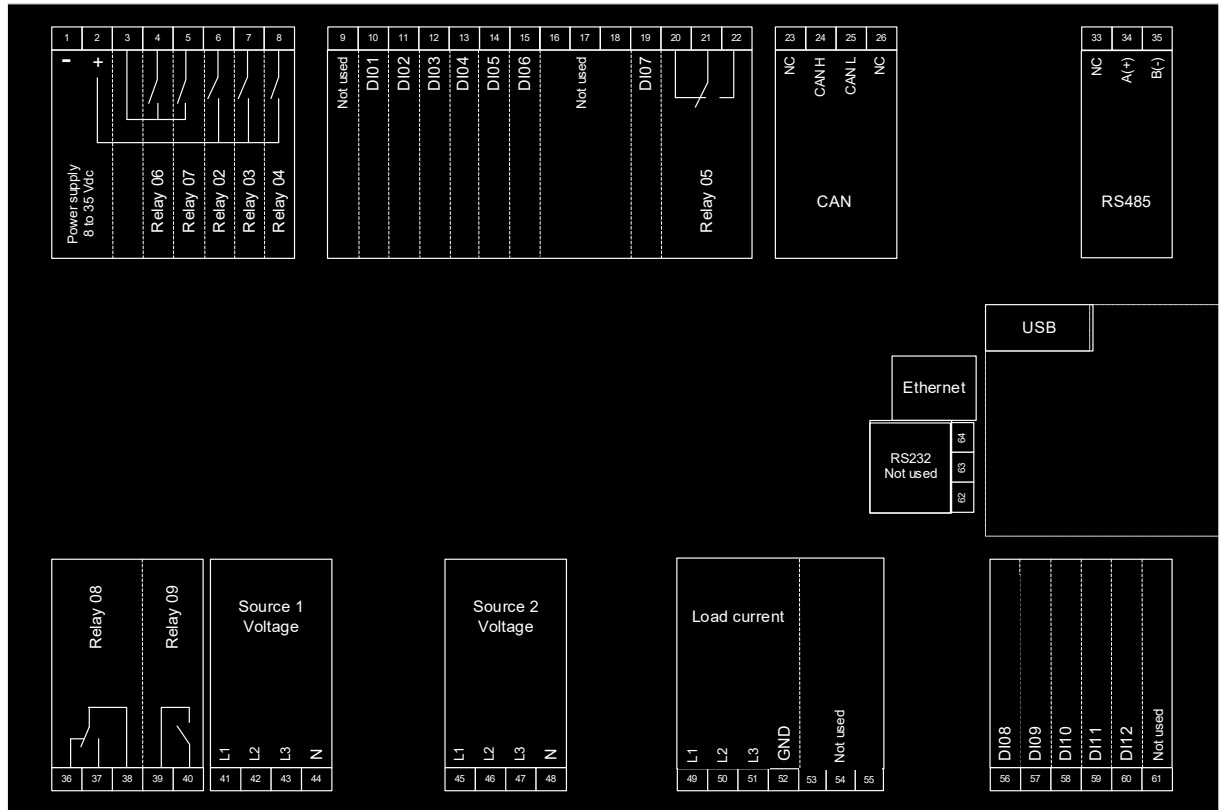 1 2 3 4 5 6 7 8
- +
Power supply
8 to 35 Vdc
Relay 06
Relay 07
Relay 02
Relay 03
Relay 04
9 10 11 12 13 14 15 16 17 18 19 20 21 22
Not used
DI01
DI02
DI03
DI04
DI05
DI06
Not used
DI07
Relay 05
23 24 25 26
NC
CAN H
CAN L
NC
CAN
33 34 35
NC
A(+)
B(-)
RS485
USB
Ethernet
RS232
Not used
64
63
62
Relay 08
Relay 09
36 37 38 39 40
Source 1
Voltage
L1
L2
L3
N
41 42 43 44
Source 2
Voltage
L1
L2
L3
N
45 46 47 48
Load current
L1
L2
L3
GND
Not used
49 50 51 52 53 54 55
DI08
DI09
DI10
DI11
DI12
Not used
56 57 58 59 60 61